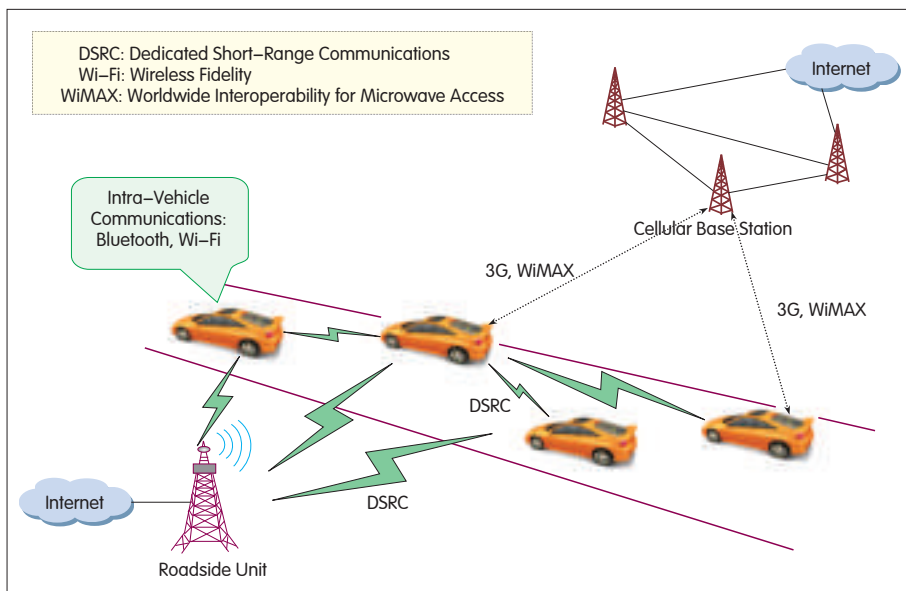 DSRC: Dedicated Short-Range Communications
Wi-Fi: Wireless Fidelity
WiMAX: Worldwide Interoperability for Microwave Access
Internet
Intra-Vehicle
Communications:
Bluetooth, Wi-Fi
Cellular Base Station
3G, WiMAX
3G, WiMAX
DSRC
DSRC
Internet
Roadside Unit